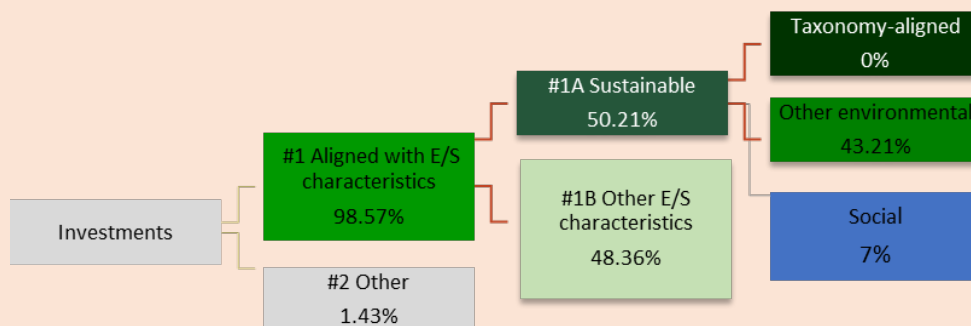 Investments
#1 Aligned with E/S
characteristics
98.57%
#2 Other
1.43%
#1A Sustainable
50.21%
#1B Other E/S
characteristics
48.36%
Taxonomy-aligned
0%
Other environmental
43.21%
Social
7%